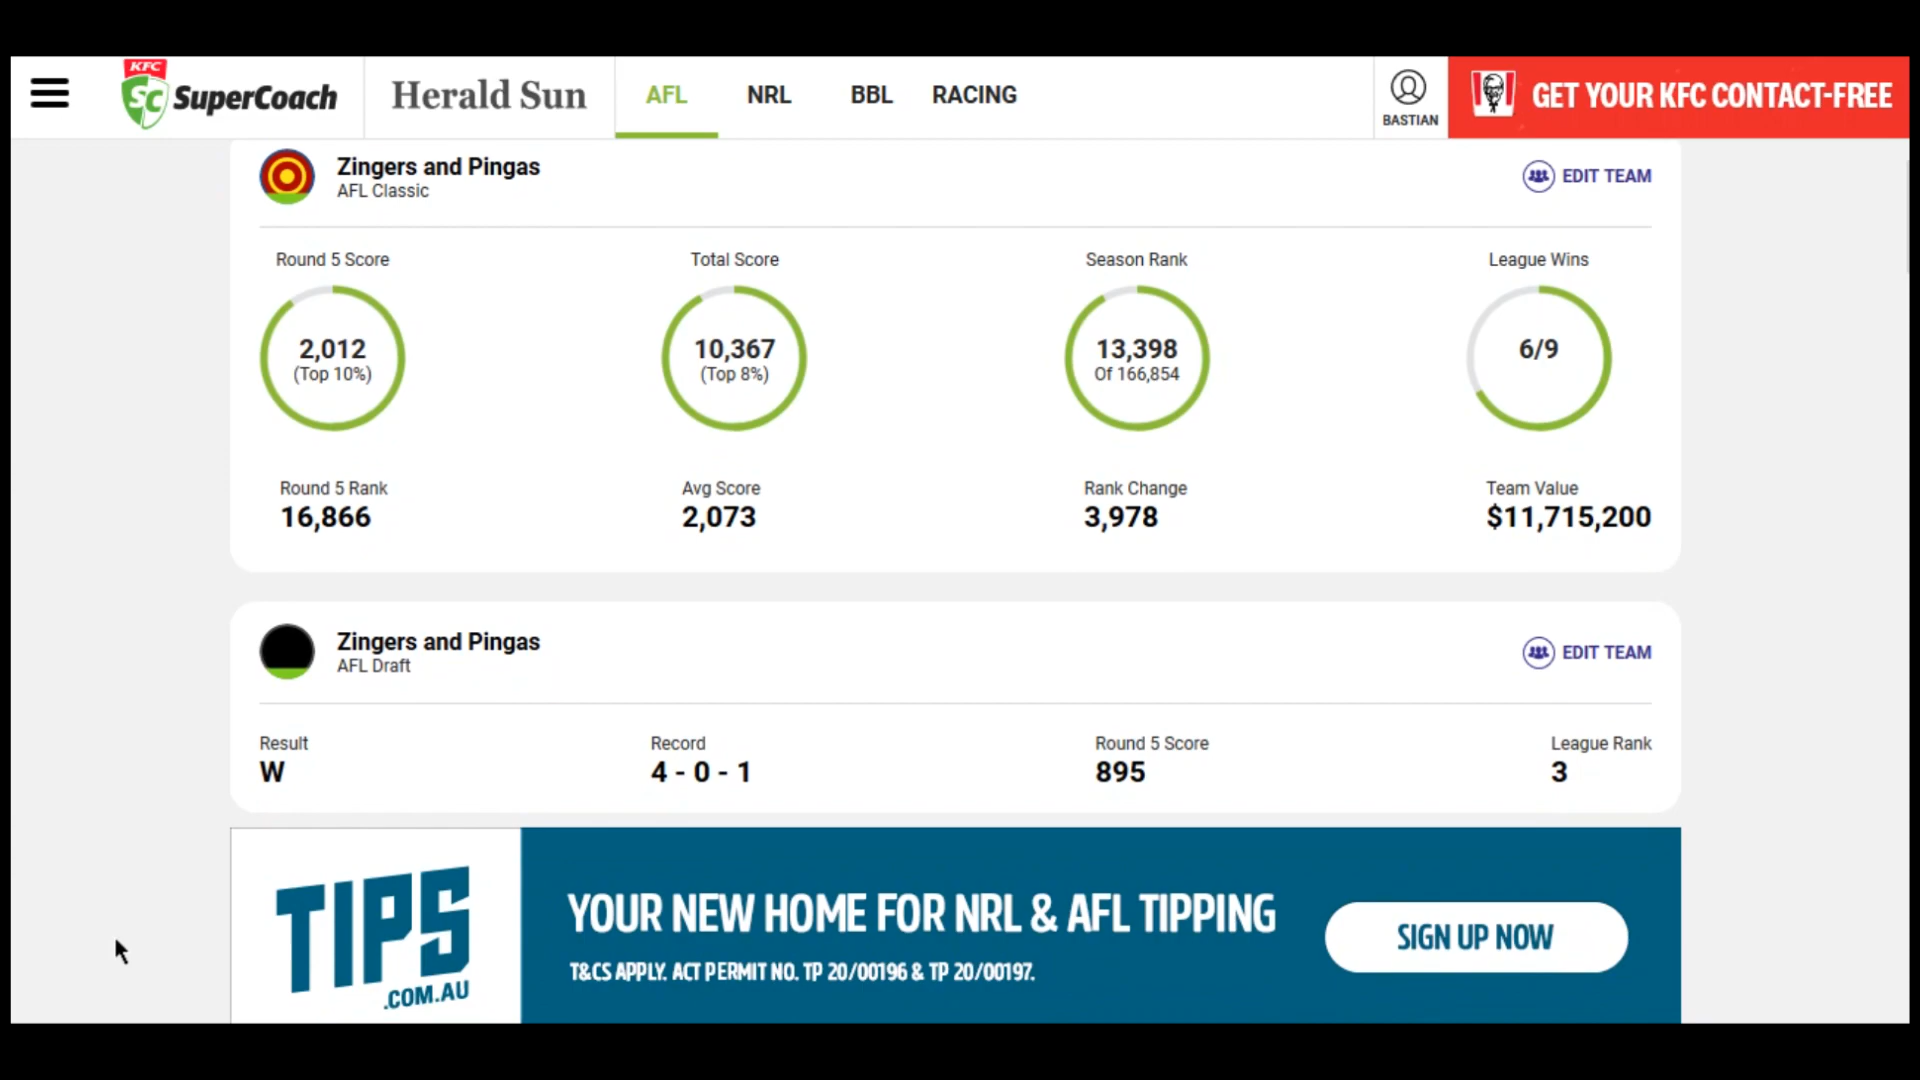 KFC
SC SuperCoach
Herald Sun
AFL
NRL
BBL
RACING
BASTIAN
GET YOUR KFC CONTACT-FREE
Zingers and Pingas
AFL Classic
EDIT TEAM
Round 5 Score
Total Score
Season Rank
League Wins
2,012
(Top 10%)
10,367
(Top 8%)
13,398
Of 166,854
6/9
Round 5 Rank
16,866
Avg Score
2,073
Rank Change
3,978
Team Value
$11,715,200
Zingers and Pingas
AFL Draft
EDIT TEAM
Result
W
Record
4 - 0 - 1
Round 5 Score
895
League Rank
3
TIPS
.COM.AU
YOUR NEW HOME FOR NRL & AFL TIPPING
T&CS APPLY. ACT PERMIT NO. TP 20/00196 & TP 20/00197.
SIGN UP NOW